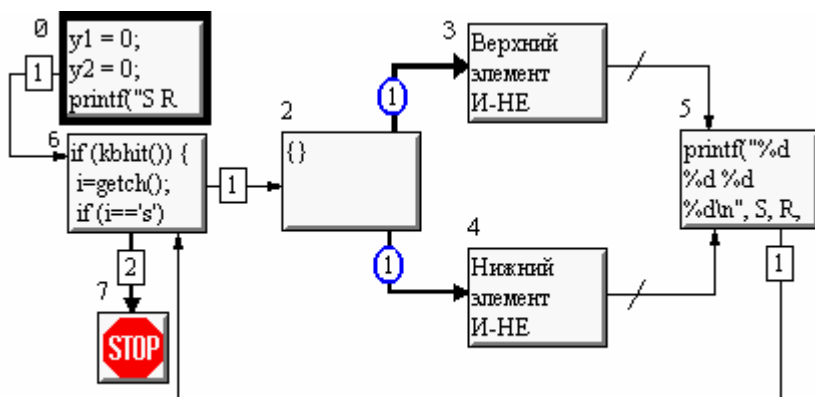 0
y1 = 0;
y2 = 0;
printf("S R
1
6
if (kbhit()) {
i=getch();
if (i=='s')
1
2
7
STOP
2
{}
1
1
3
Верхний
элемент
И-НЕ
4
Нижний
элемент
И-НЕ
5
printf("%d
%d %d
%d\n", S, R,
1